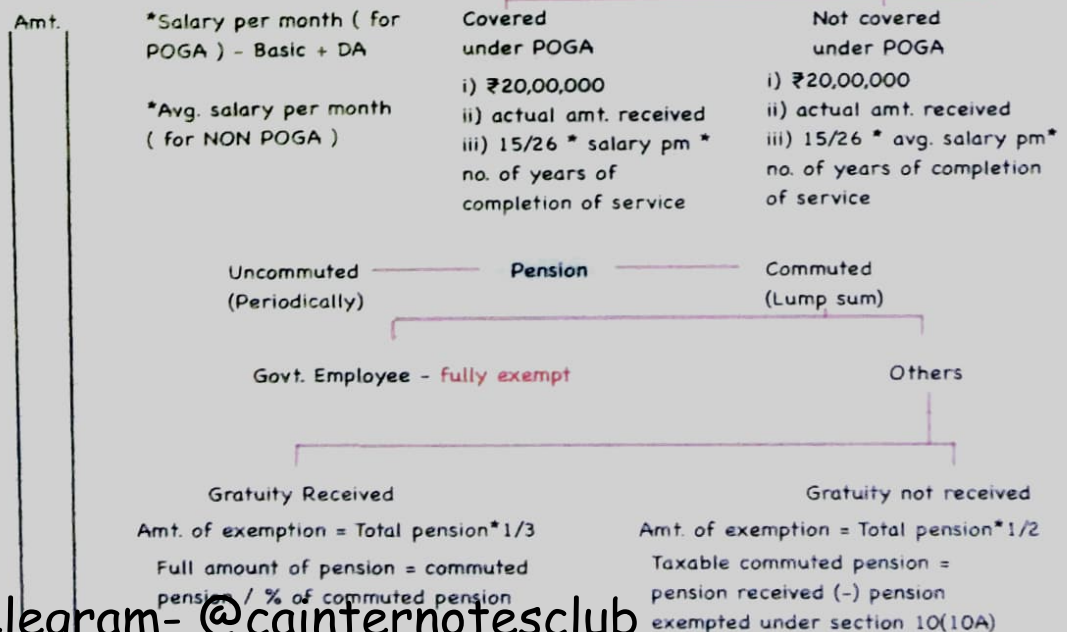 Amt.
*Salary per month ( for
POGA ) - Basic + DA
*Avg. salary per month
( for NON POGA )
Covered
under POGA
i) ₹20,00,000
ii) actual amt. received
iii) 15/26 * salary pm *
no. of years of
completion of service
Not covered
under POGA
i) ₹20,00,000
ii) actual amt. received
iii) 15/26 * avg. salary pm*
no. of years of completion
of service
Uncommuted
(Periodically)
Pension
Commuted
(Lump sum)
Govt. Employee - fully exempt
Others
Gratuity Received
Amt. of exemption = Total pension*1/3
Full amount of pension = commuted
pension / % of commuted pension
Gratuity not received
Amt. of exemption = Total pension*1/2
Taxable commuted pension =
pension received (-) pension
exempted under section 10(10A)
legram- @cainternotesclub